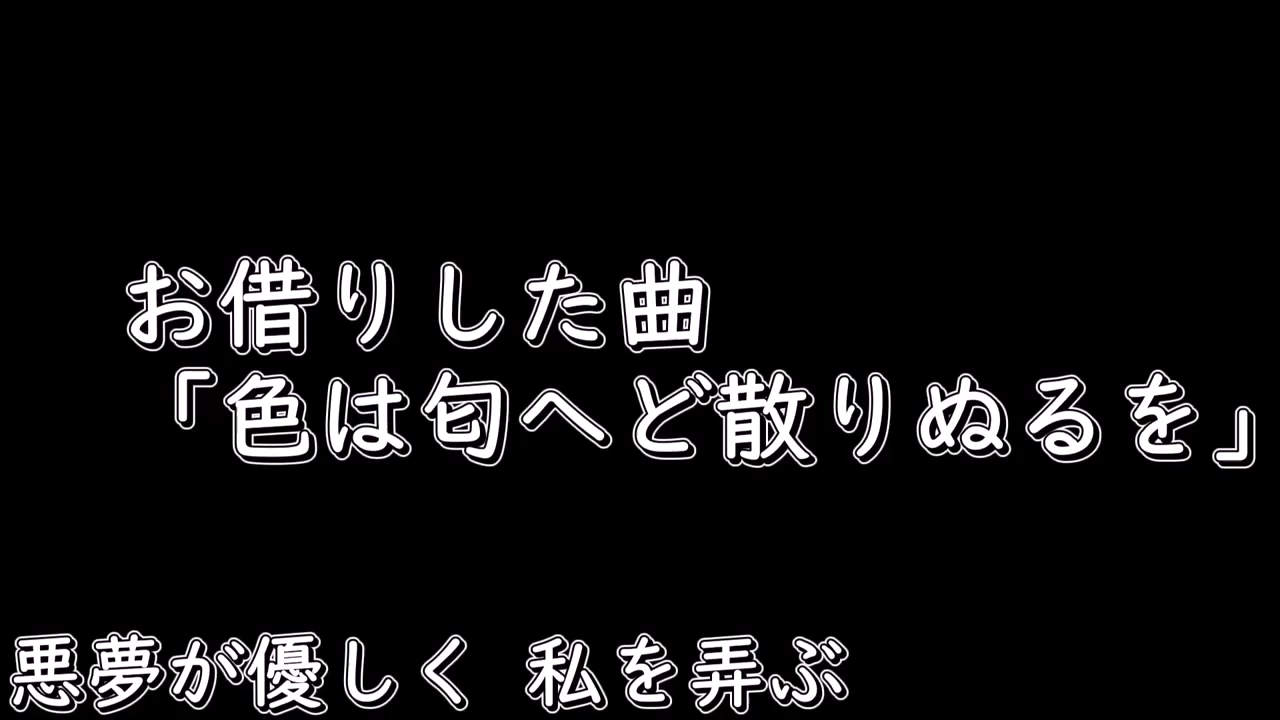 お借りした曲
「色は匂へど散りぬるを」
悪夢が優しく 私を弄ぶ